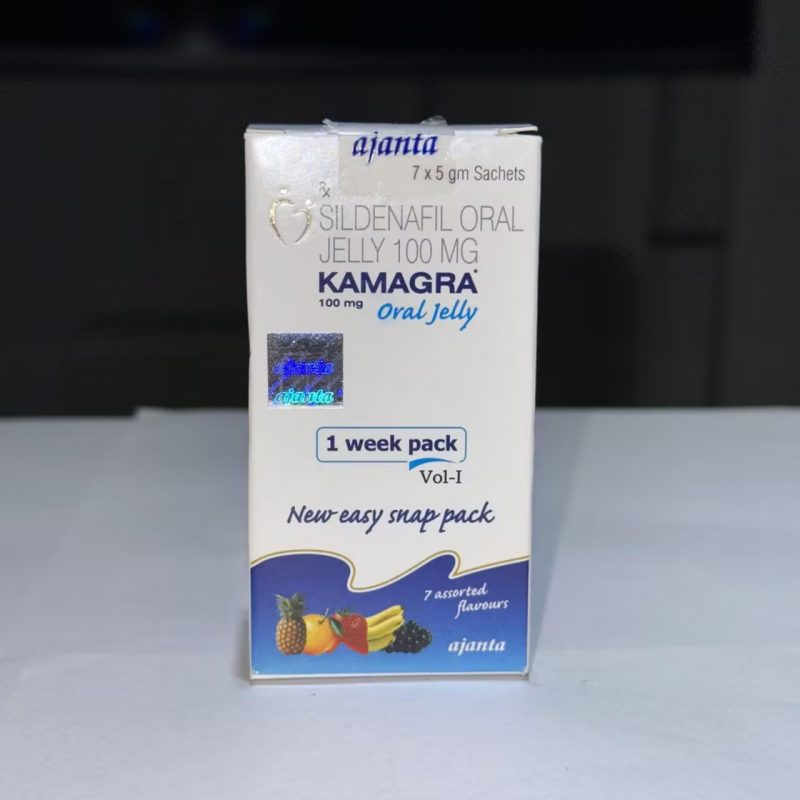 ajanta
7 x 5 gm Sachets
Rx
SILDENAFIL ORAL
JELLY 100 MG
KAMAGRA*
100 mg Oral Jelly
ajanta
ajanta
1 week pack
Vol-I
New easy snap pack
7 assorted
flavours
ajanta